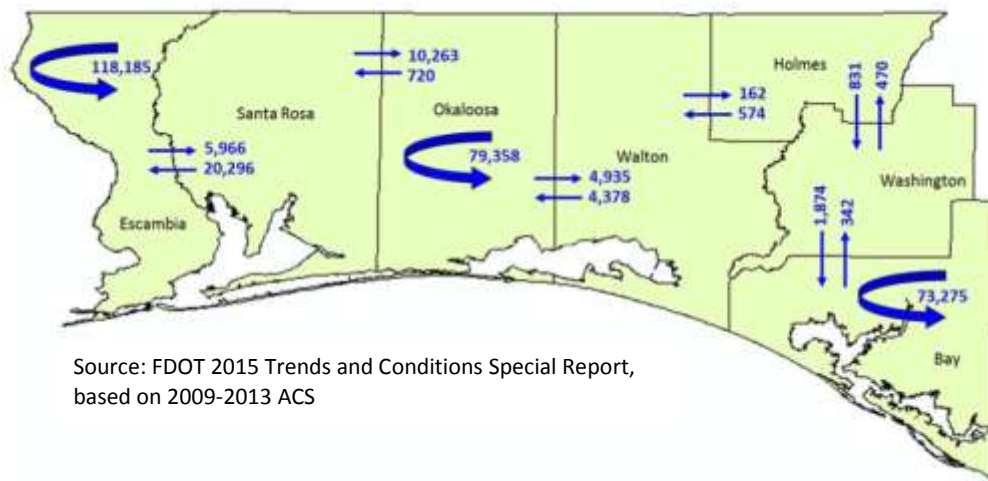 118,185
10,263
720
Holmes
831
470
Santa Rosa
Okaloosa
162
574
5,966
20,296
79,358
Walton
4,935
4,378
Washington
Escambia
1,874
342
73,275
Bay
Source: FDOT 2015 Trends and Conditions Special Report,
based on 2009-2013 ACS